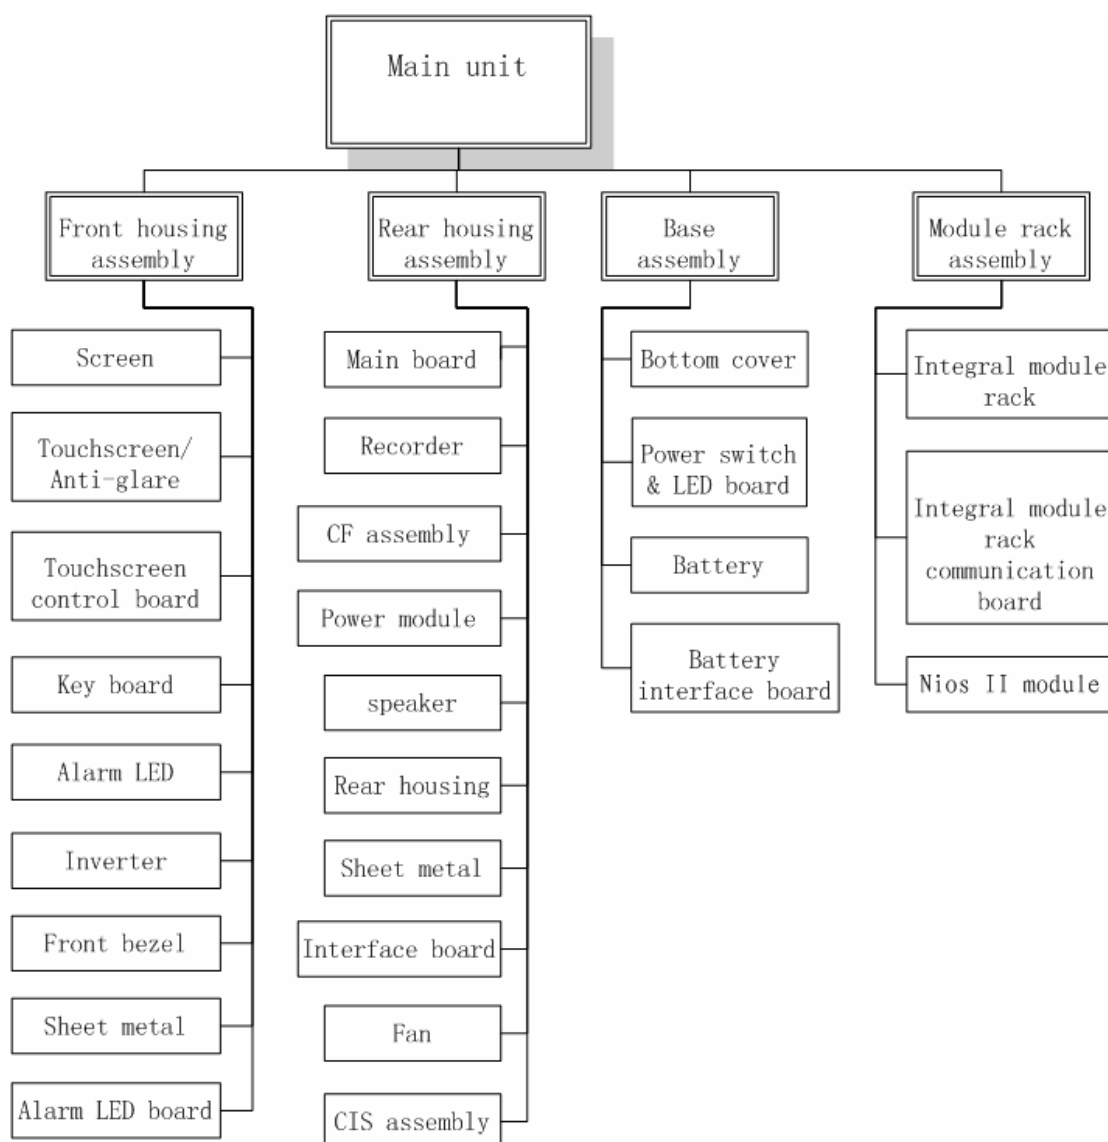 Main unit
Front housing
assembly
Rear housing
assembly
Base
assembly
Module rack
assembly
Screen
Touchscreen/
Anti-glare
Touchscreen
control board
Key board
Alarm LED
Inverter
Front bezel
Sheet metal
Alarm LED board
Main board
Recorder
CF assembly
Power module
speaker
Rear housing
Sheet metal
Interface board
Fan
CIS assembly
Bottom cover
Power switch
& LED board
Battery
Battery
interface board
Integral module
rack
Integral module
rack
communication
board
Nios II module